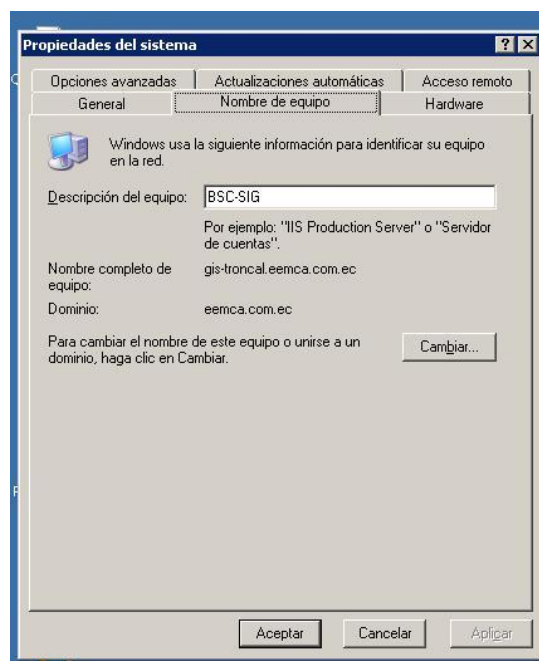 Propiedades del sistema
Opciones avanzadas
Actualizaciones automáticas
Acceso remoto
General
Nombre de equipo
Hardware
Windows usa la siguiente información para identificar su equipo
en la red.
Descripción del equipo:
BSC-SIG
Por ejemplo: "IIS Production Server" o "Servidor
de cuentas".
Nombre completo de
equipo:
gis-troncal.eemca.com.ec
Dominio:
eemca.com.ec
Para cambiar el nombre de este equipo o unirse a un
dominio, haga clic en Cambiar.
Cambiar...
Aceptar
Cancelar
Aplicar